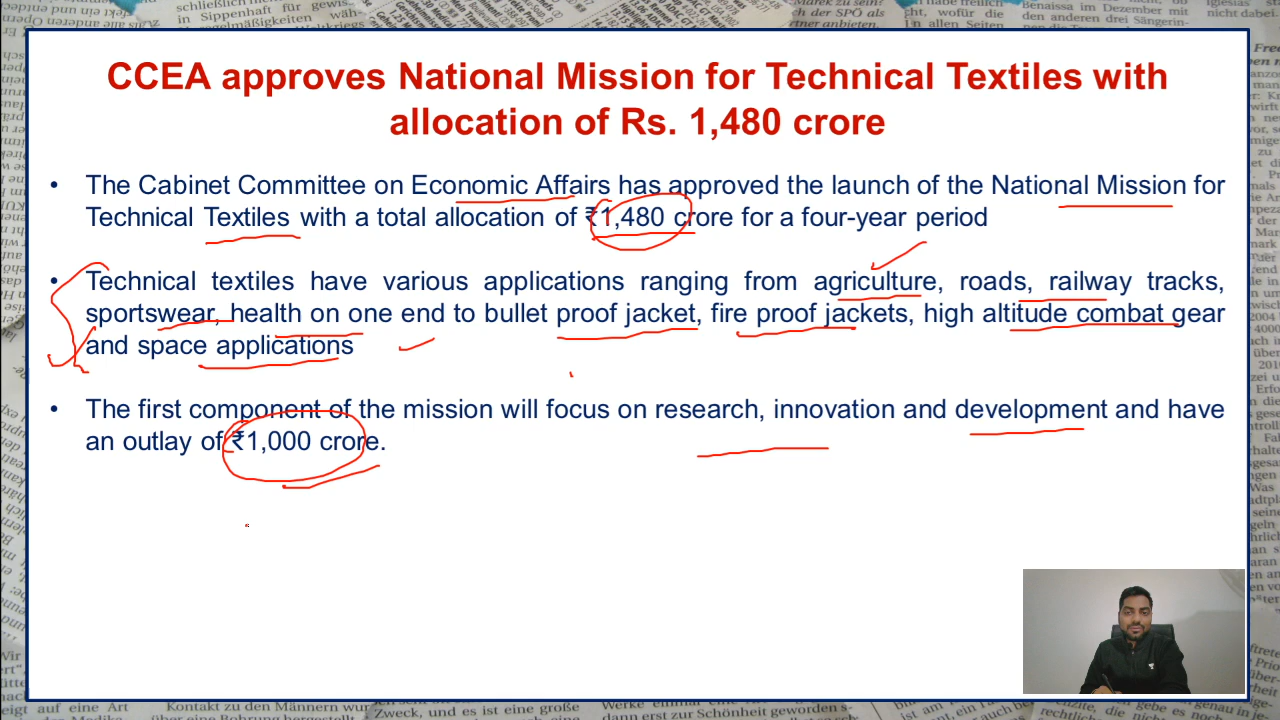 CCEA approves National Mission for Technical Textiles with
allocation of Rs. 1,480 crore
• The Cabinet Committee on Economic Affairs has approved the launch of the National Mission for
Technical Textiles with a total allocation of ₹1,480 crore for a four-year period
• Technical textiles have various applications ranging from agriculture, roads, railway tracks,
sportswear, health on one end to bullet proof jacket, fire proof jackets, high altitude combat gear
and space applications
• The first component of the mission will focus on research, innovation and development and have
an outlay of ₹1,000 crore.